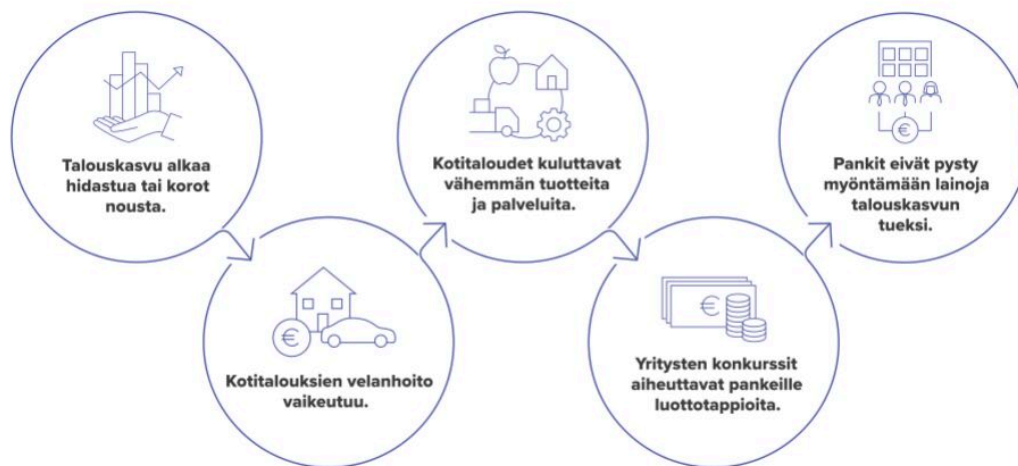 Talouskasvu alkaa
hidastua tai korot
nousta.
Kotitalouksien velanhoito
vaikeutuu.
Kotitaloudet kuluttavat
vähemmän tuotteita
ja palveluita.
Yritysten konkurssit
aiheuttavat pankeille
luottotappioita.
Pankit eivät pysty
myöntämään lainoja
talouskasvun
tueksi.